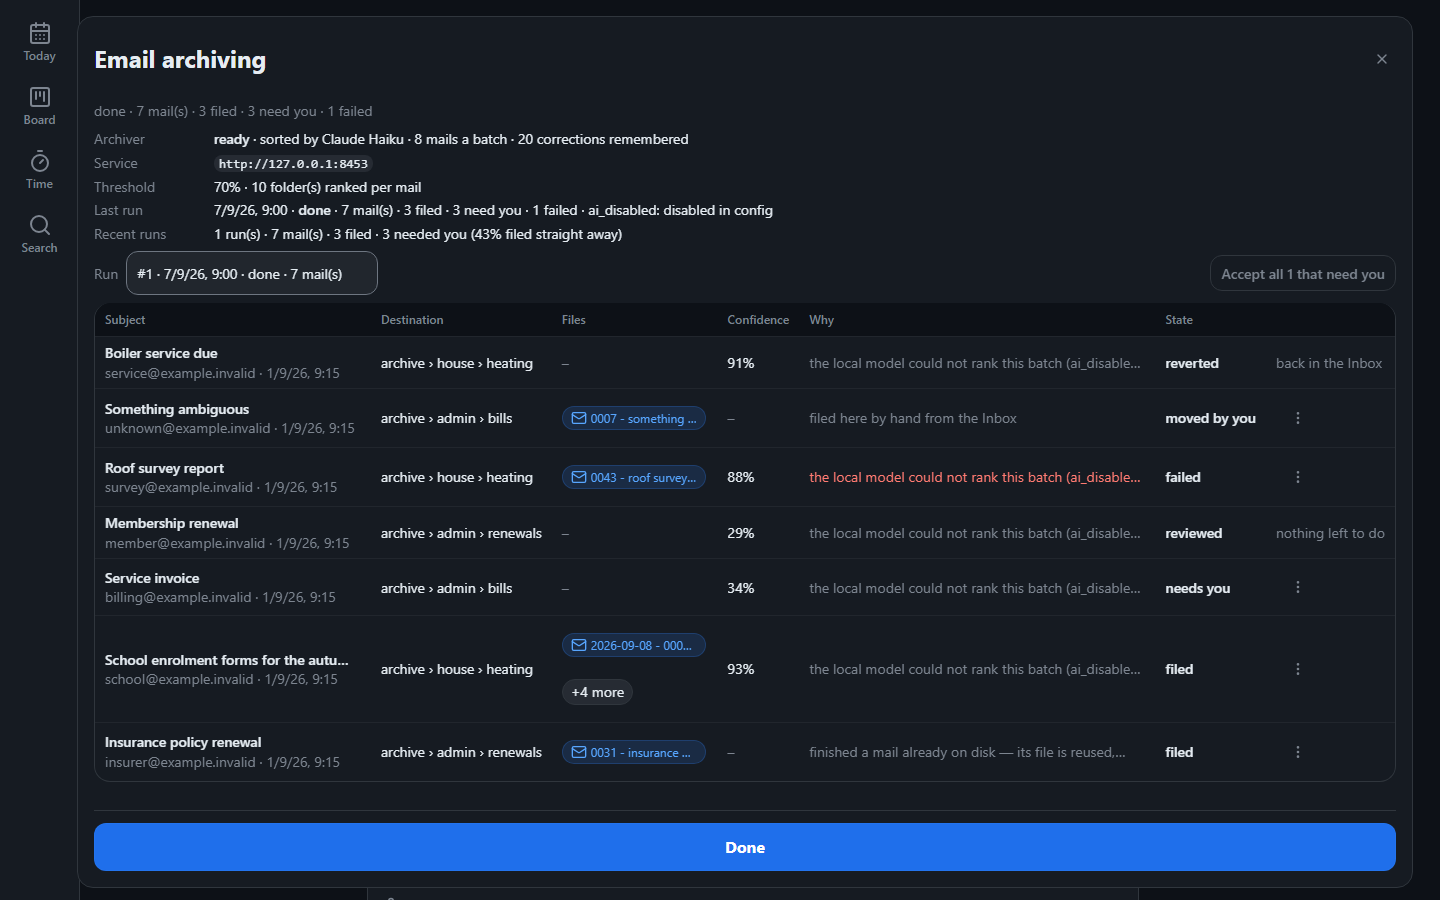 Today
Board
Time
Search
Email archiving
done · 7 mail(s) · 3 filed · 3 need you · 1 failed
Archiver ready · sorted by Claude Haiku · 8 mails a batch · 20 corrections remembered
Service http://127.0.0.1:8453
Threshold 70% · 10 folder(s) ranked per mail
Last run 7/9/26, 9:00 · done · 7 mail(s) · 3 filed · 3 need you · 1 failed · ai_disabled: disabled in config
Recent runs 1 run(s) · 7 mail(s) · 3 filed · 3 needed you (43% filed straight away)
Run #1 · 7/9/26, 9:00 · done · 7 mail(s) Accept all 1 that need you
Subject Destination Files Confidence Why State
Boiler service due
service@example.invalid · 1/9/26, 9:15
archive › house › heating – 91% the local model could not rank this batch (ai_disable... reverted back in the Inbox
Something ambiguous
unknown@example.invalid · 1/9/26, 9:15
archive › admin › bills 0007 - something ... – filed here by hand from the Inbox moved by you
Roof survey report
survey@example.invalid · 1/9/26, 9:15
archive › house › heating 0043 - roof survey... 88% the local model could not rank this batch (ai_disable... failed
Membership renewal
member@example.invalid · 1/9/26, 9:15
archive › admin › renewals – 29% the local model could not rank this batch (ai_disable... reviewed nothing left to do
Service invoice
billing@example.invalid · 1/9/26, 9:15
archive › admin › bills – 34% the local model could not rank this batch (ai_disable... needs you
School enrolment forms for the autu...
school@example.invalid · 1/9/26, 9:15
archive › house › heating 2026-09-08 - 000... 93% the local model could not rank this batch (ai_disable... filed
+4 more
Insurance policy renewal
insurer@example.invalid · 1/9/26, 9:15
archive › admin › renewals 0031 - insurance ... – finished a mail already on disk — its file is reused,... filed
Done